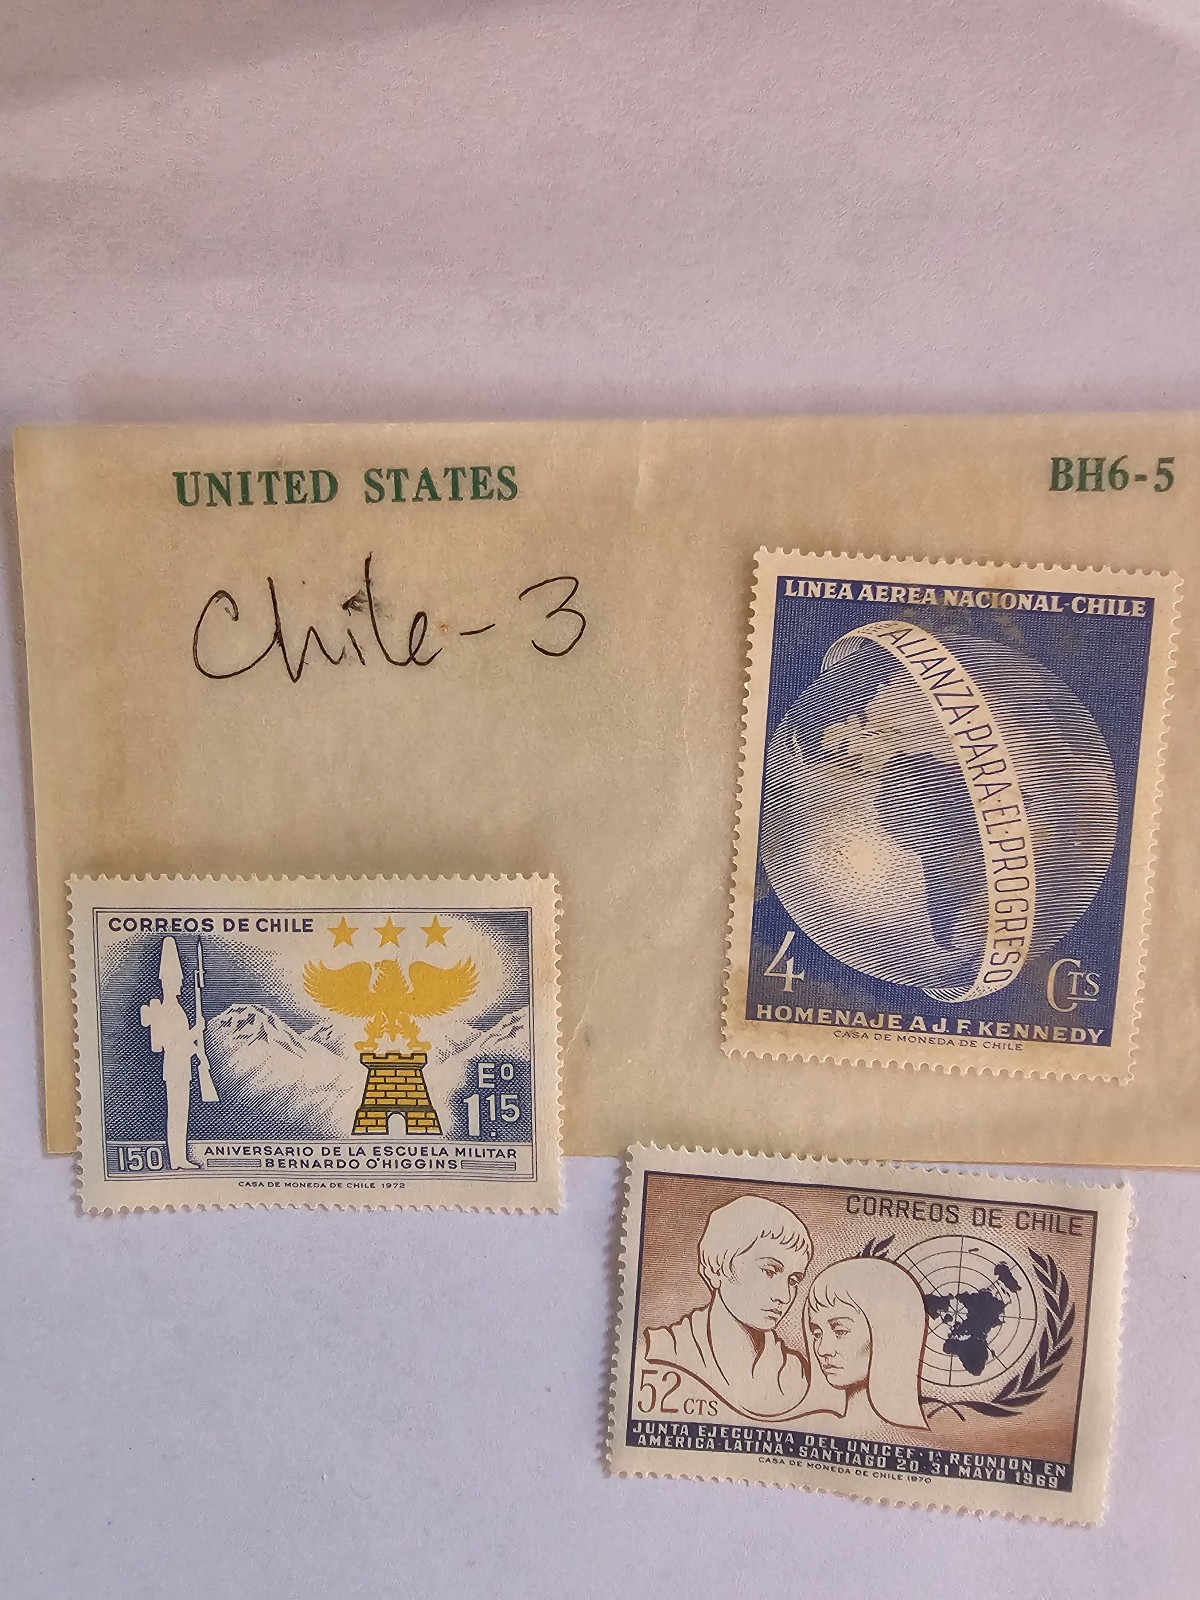 UNITED STATES
BH6-5
Chile - 3
LINEA AEREA NACIONAL-CHILE
ALIANZA·PARA·EL·PROGRESO
4 CTS
HOMENAJE A J. F KENNEDY
CASA DE MONEDA DE CHILE
CORREOS DE CHILE
Eº
1.15
150 ANIVERSARIO DE LA ESCUELA MILITAR
BERNARDO O'HIGGINS
CASA DE MONEDA DE CHILE 1972
CORREOS DE CHILE
52 CTS
JUNTA EJECUTIVA DEL UNICEF·1ª REUNION EN
AMERICA-LATINA·SANTIAGO 20-31 MAYO 1969
CASA DE MONEDA DE CHILE 1970